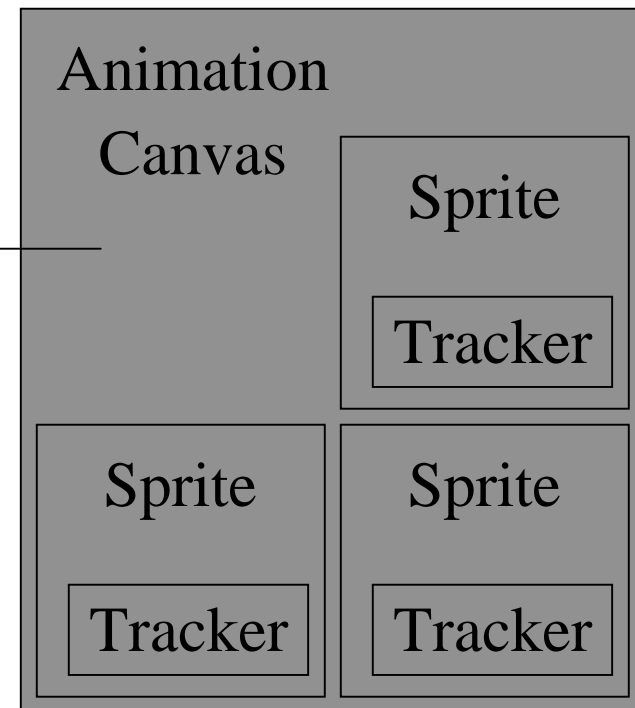 Animation
Canvas
Sprite
Tracker
Sprite
Tracker
Sprite
Tracker